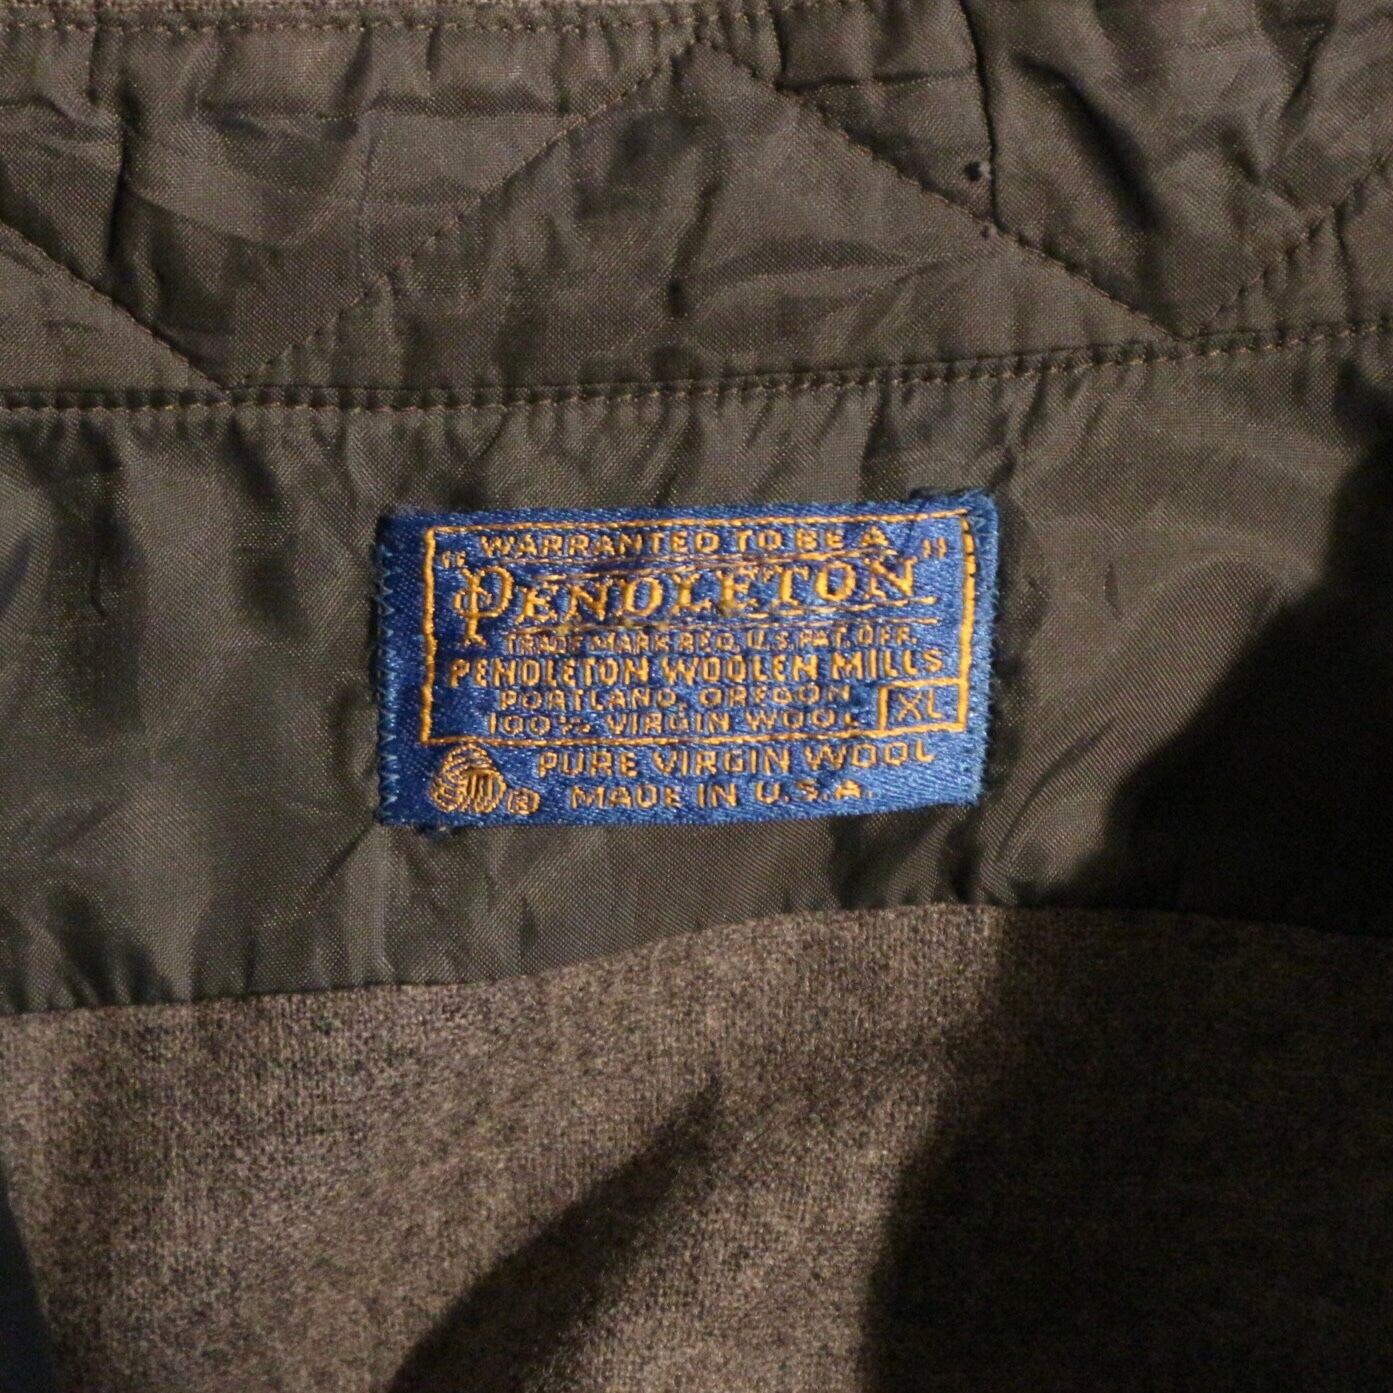 "WARRANTED TO BE A"
PENDLETON
TRADE MARK REG. U.S. PAT. OFF.
PENDLETON WOOLEN MILLS
PORTLAND, OREGON
100% VIRGIN WOOL XL
PURE VIRGIN WOOL
® MADE IN U.S.A.